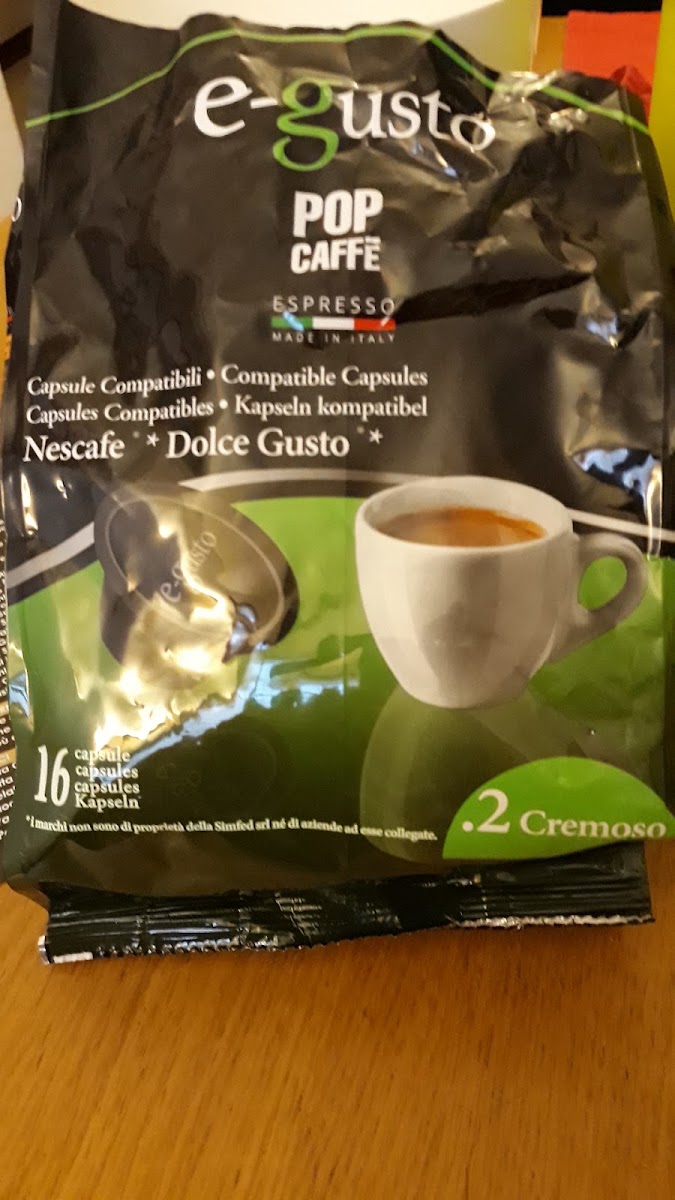 e-gusto
POP
CAFFÈ
ESPRESSO
MADE IN ITALY
Capsule Compatibili • Compatible Capsules
Capsules Compatibles • Kapseln kompatibel
Nescafe®* Dolce Gusto®*
e-gusto
16 capsule
capsules
capsules
Kapseln
*I marchi non sono di proprietà della Simfed srl né di aziende ad esse collegate.
.2 Cremoso